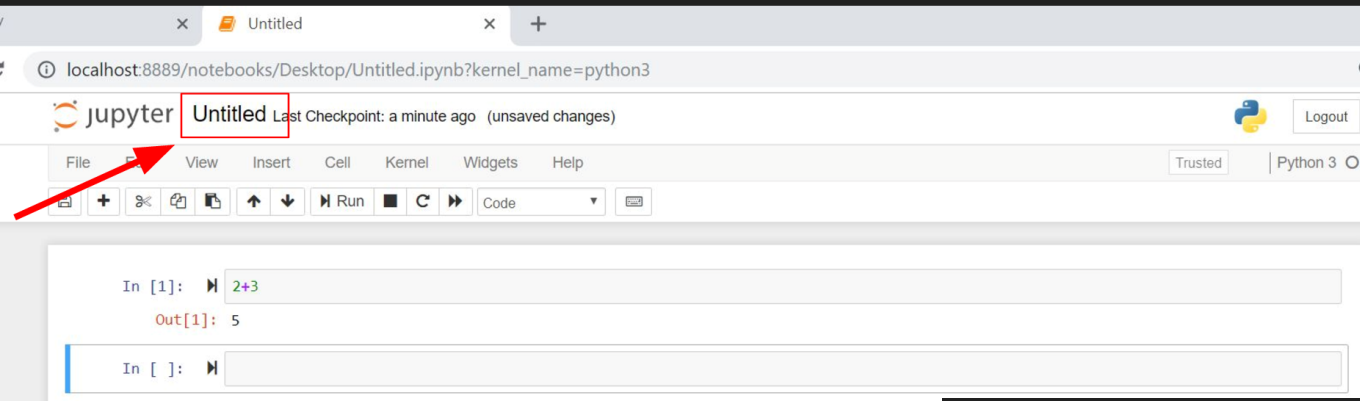 Untitled
localhost:8889/notebooks/Desktop/Untitled.ipynb?kernel_name=python3
jupyter Untitled Last Checkpoint: a minute ago (unsaved changes) Logout
File View Insert Cell Kernel Widgets Help Trusted Python 3
Run Code
In [1]: 2+3
Out[1]: 5
In [ ]: